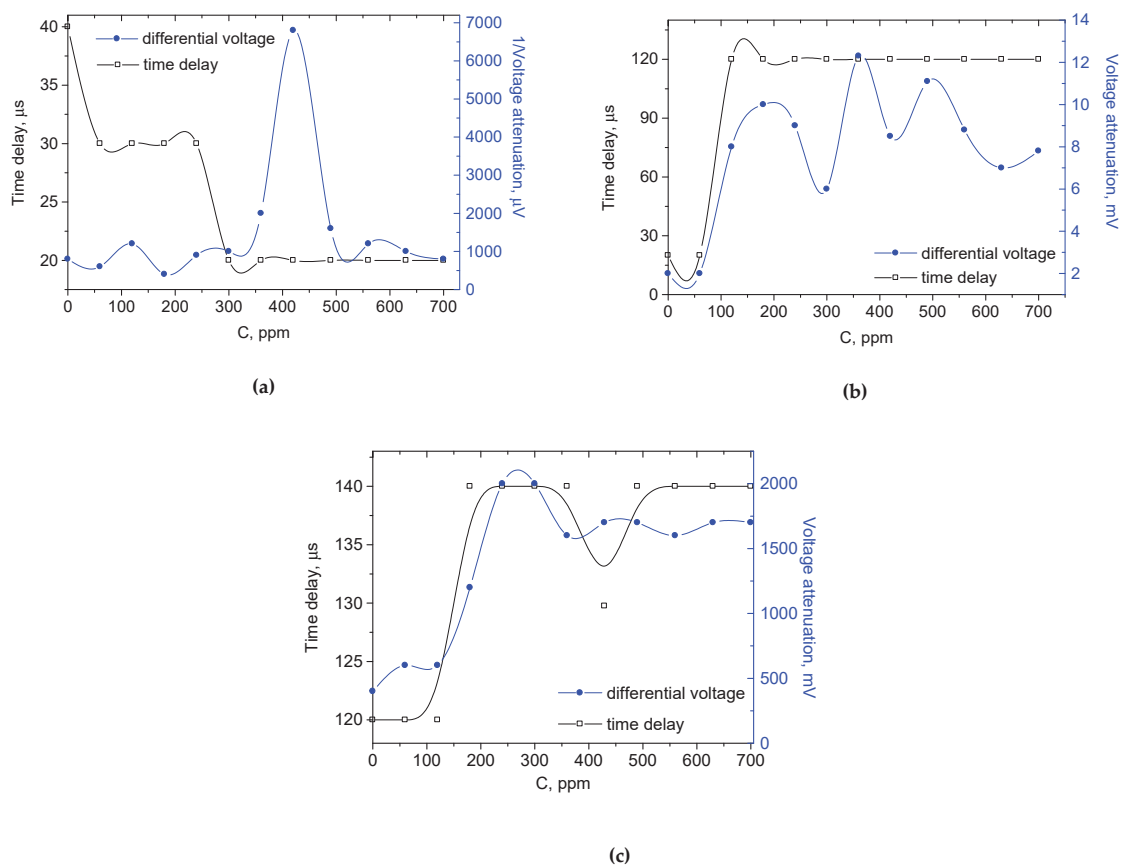 40
35
30
25
20
Time delay, μs
differential voltage
time delay
7000
6000
5000
4000
3000
2000
1000
0
1/Voltage attenuation, μV
0 100 200 300 400 500 600 700
C, ppm
(a)
120
90
60
30
0
Time delay, μs
14
12
10
8
6
4
2
Voltage attenuation, mV
differential voltage
time delay
0 100 200 300 400 500 600 700
C, ppm
(b)
140
135
130
125
120
Time delay, μs
2000
1500
1000
500
0
Voltage attenuation, mV
differential voltage
time delay
0 100 200 300 400 500 600 700
C, ppm
(c)